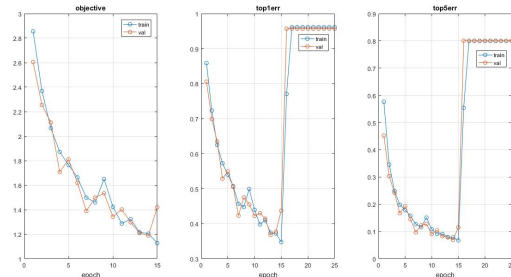 objective
train
val
3
2.8
2.6
2.4
2.2
2
1.8
1.6
1.4
1.2
1
0 5 10 15
epoch
top1err
train
val
1
0.9
0.8
0.7
0.6
0.5
0.4
0.3
0 5 10 15 20 25
epoch
top5err
train
val
0.9
0.8
0.7
0.6
0.5
0.4
0.3
0.2
0.1
0
0 5 10 15 20 25
epoch